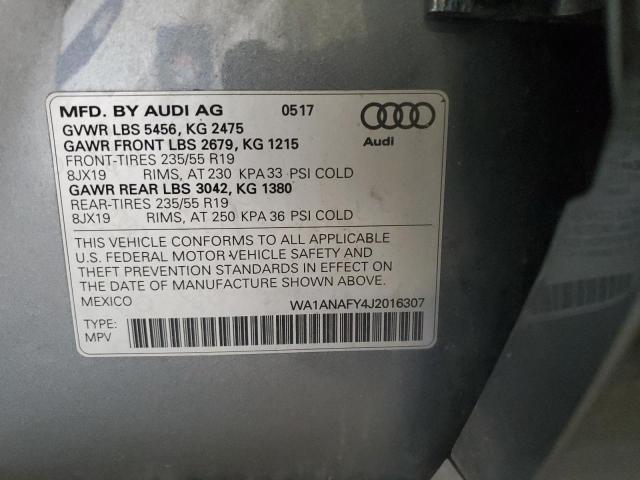 MFD. BY AUDI AG 0517
GVWR LBS 5456, KG 2475
GAWR FRONT LBS 2679, KG 1215
FRONT-TIRES 235/55 R19
8JX19 RIMS, AT 230 KPA 33 PSI COLD
GAWR REAR LBS 3042, KG 1380
REAR-TIRES 235/55 R19
8JX19 RIMS, AT 250 KPA 36 PSI COLD
Audi
THIS VEHICLE CONFORMS TO ALL APPLICABLE
U.S. FEDERAL MOTOR VEHICLE SAFETY AND
THEFT PREVENTION STANDARDS IN EFFECT ON
THE DATE OF MANUFACTURE SHOWN ABOVE.
MEXICO WA1ANAFY4J2016307
TYPE:
MPV